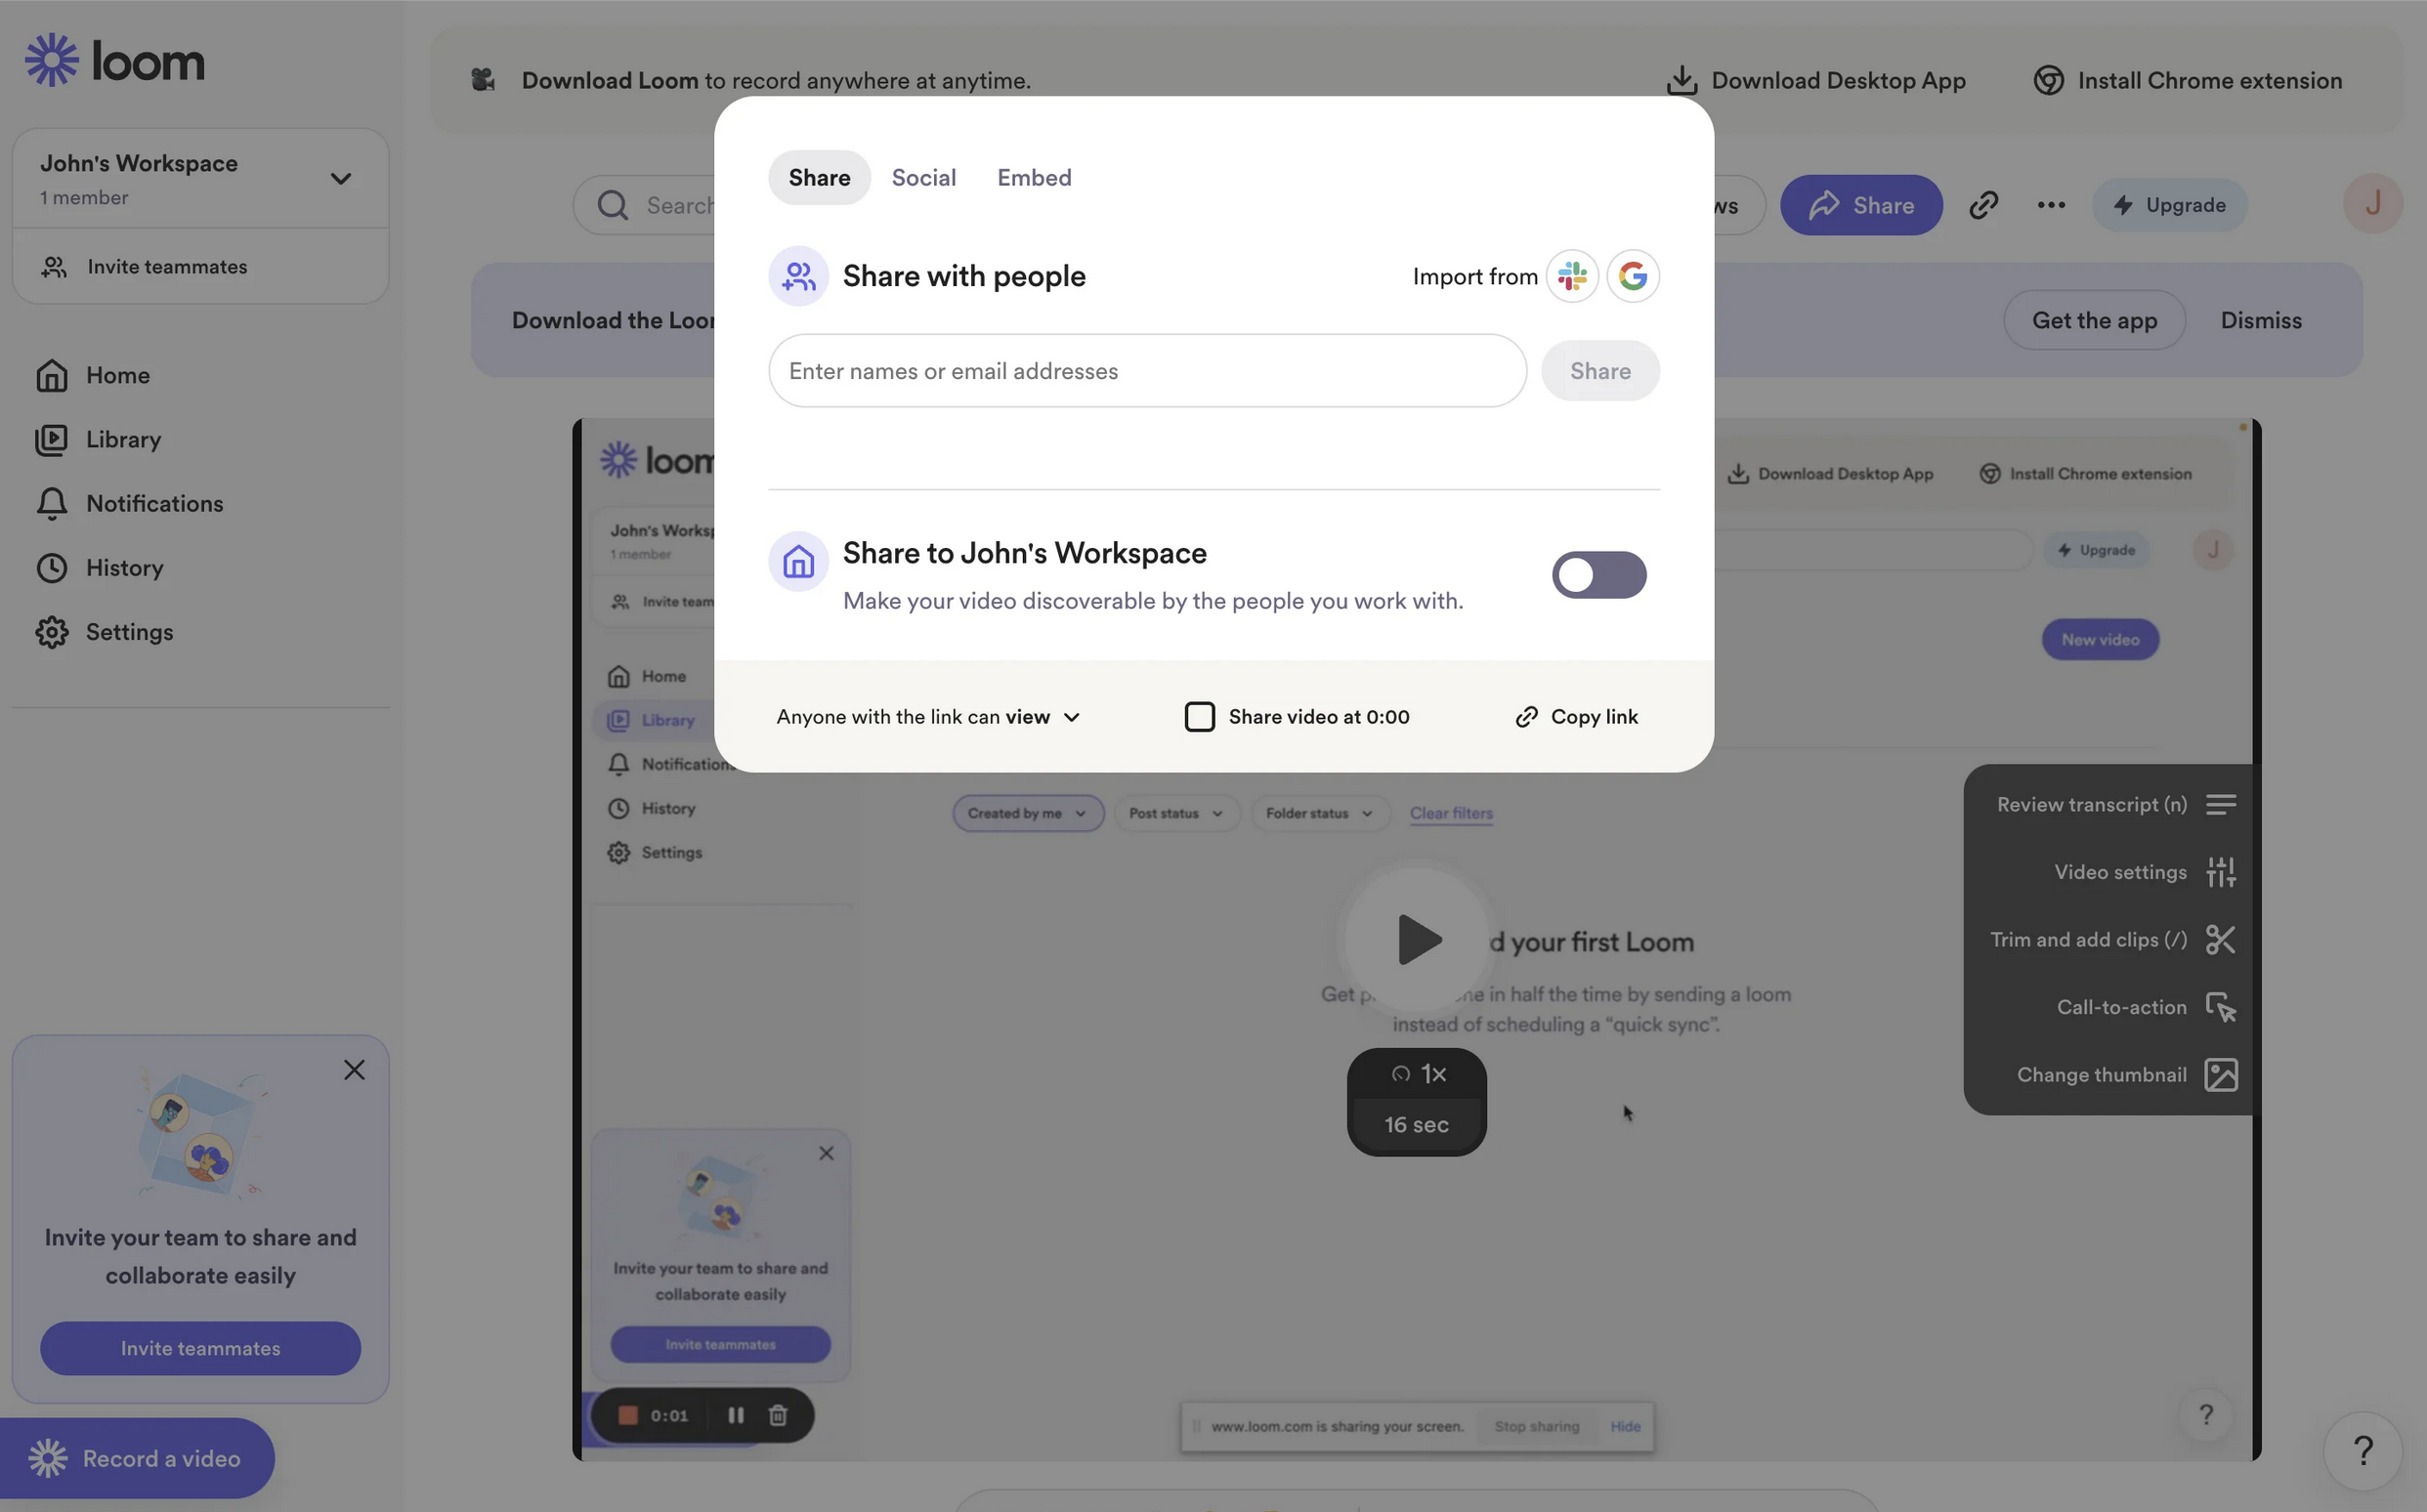 loom
Download Loom to record anywhere at anytime.
Download Desktop App
Install Chrome extension
John's Workspace
1 member
Invite teammates
Home
Library
Notifications
History
Settings
Search
Share
Upgrade
J
Download the
Get the app
Dismiss
Share
Social
Embed
Share with people
Import from
Enter names or email addresses
Share
Share to John's Workspace
Make your video discoverable by the people you work with.
Anyone with the link can view
Share video at 0:00
Copy link
loom
Download Desktop App
Install Chrome extension
John's
1 member
Invite
Upgrade
J
New video
Home
Library
Notifications
History
Settings
Created by me
Post status
Folder status
Clear filters
your first Loom
Get
in half the time by sending a loom
instead of scheduling a “quick sync”.
1×
16 sec
Review transcript (n)
Video settings
Trim and add clips (/)
Call-to-action
Change thumbnail
Invite your team to share and
collaborate easily
Invite teammates
0:01
www.loom.com is sharing your screen.
Stop sharing
Hide
?
Invite your team to share and
collaborate easily
Invite teammates
Record a video
?